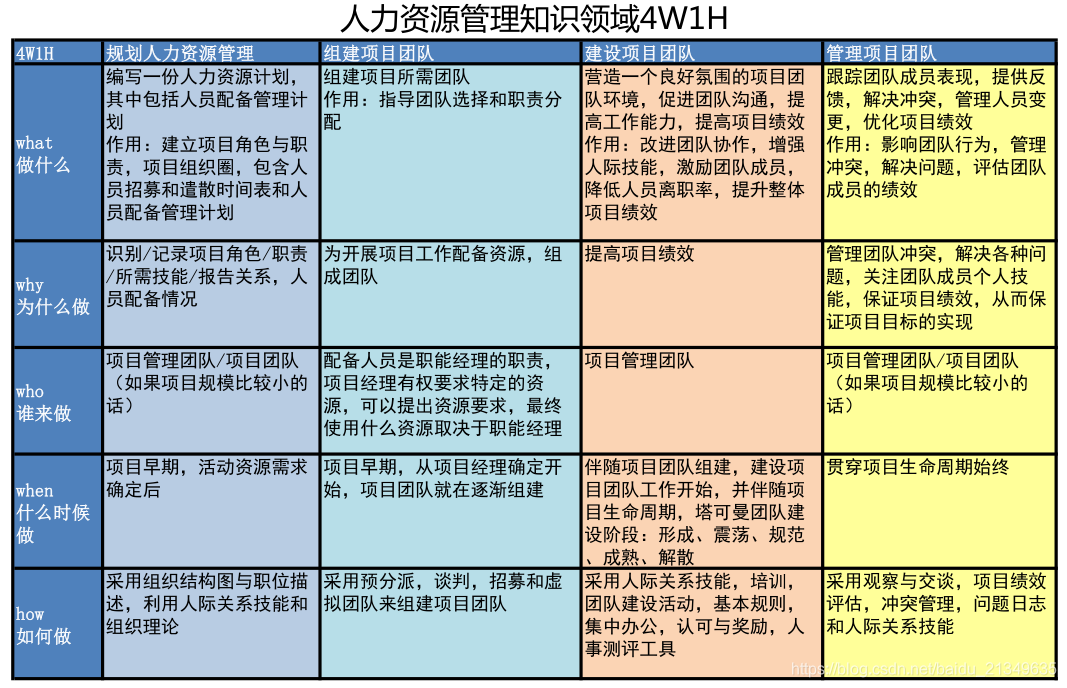 人力资源管理知识领域4W1H
4W1H
规划人力资源管理
组建项目团队
建设项目团队
管理项目团队
what
做什么
编写一份人力资源计划，
其中包括人员配备管理计
划
作用：建立项目角色与职
责，项目组织圈，包含人
员招募和遣散时间表和人
员配备管理计划
组建项目所需团队
作用：指导团队选择和职责分
配
营造一个良好氛围的项目团
队环境，促进团队沟通，提
高工作能力，提高项目绩效
作用：改进团队协作，增强
人际技能，激励团队成员，
降低人员离职率，提升整体
项目绩效
跟踪团队成员表现，提供反
馈，解决冲突，管理人员变
更，优化项目绩效
作用：影响团队行为，管理
冲突，解决问题，评估团队
成员的绩效
why
为什么做
识别/记录项目角色/职责
/所需技能/报告关系，人
员配备情况
为开展项目工作配备资源，组
成团队
提高项目绩效
管理团队冲突，解决各种问
题，关注团队成员个人技
能，保证项目绩效，从而保
证项目目标的实现
who
谁来做
项目管理团队/项目团队
（如果项目规模比较小的
话）
配备人员是职能经理的职责，
项目经理有权要求特定的资
源，可以提出资源要求，最终
使用什么资源取决于职能经理
项目管理团队
项目管理团队/项目团队
（如果项目规模比较小的
话）
when
什么时候
做
项目早期，活动资源需求
确定后
项目早期，从项目经理确定开
始，项目团队就在逐渐组建
伴随项目团队组建，建设项
目团队工作开始，并伴随项
目生命周期，塔可曼团队建
设阶段：形成、震荡、规范
、成熟、解散
贯穿项目生命周期始终
how
如何做
采用组织结构图与职位描
述，利用人际关系技能和
组织理论
采用预分派，谈判，招募和虚
拟团队来组建项目团队
采用人际关系技能，培训，
团队建设活动，基本规则，
集中办公，认可与奖励，人
事测评工具
采用观察与交谈，项目绩效
评估，冲突管理，问题日志
和人际关系技能
https://blog.csdn.net/baidu_21349635